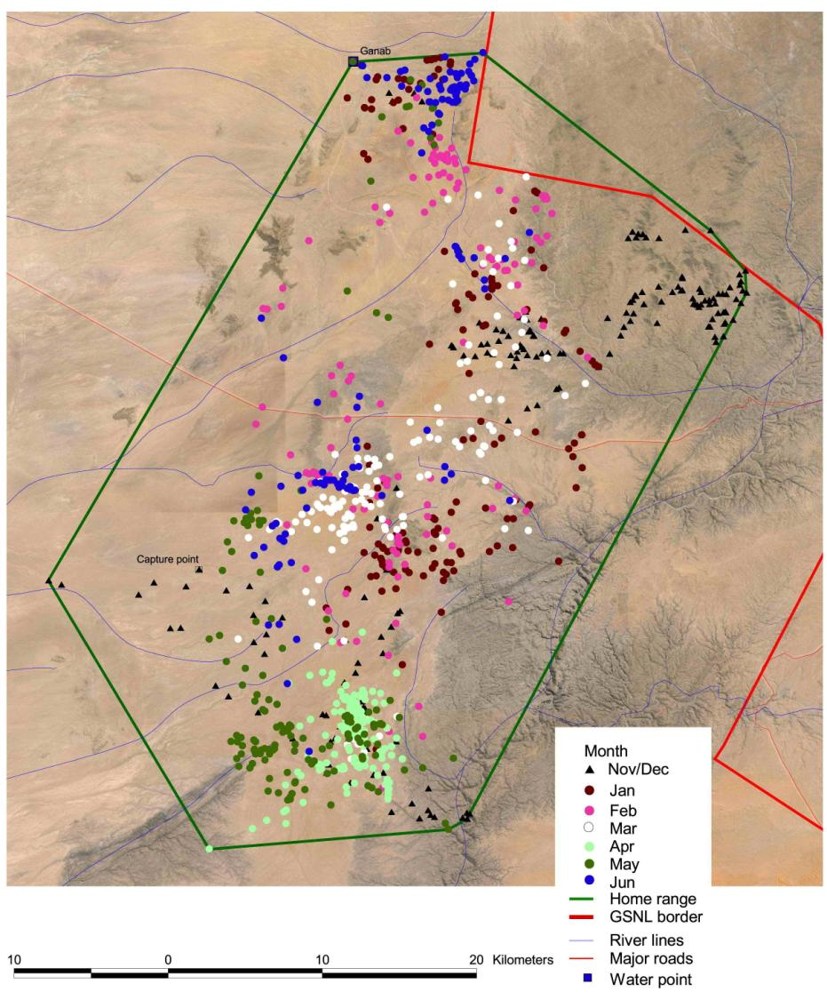 Ganab
Capture point
Month
Nov/Dec
Jan
Feb
Mar
Apr
May
Jun
Home range
GSNL border
River lines
Major roads
Water point
10 0 10 20 Kilometers